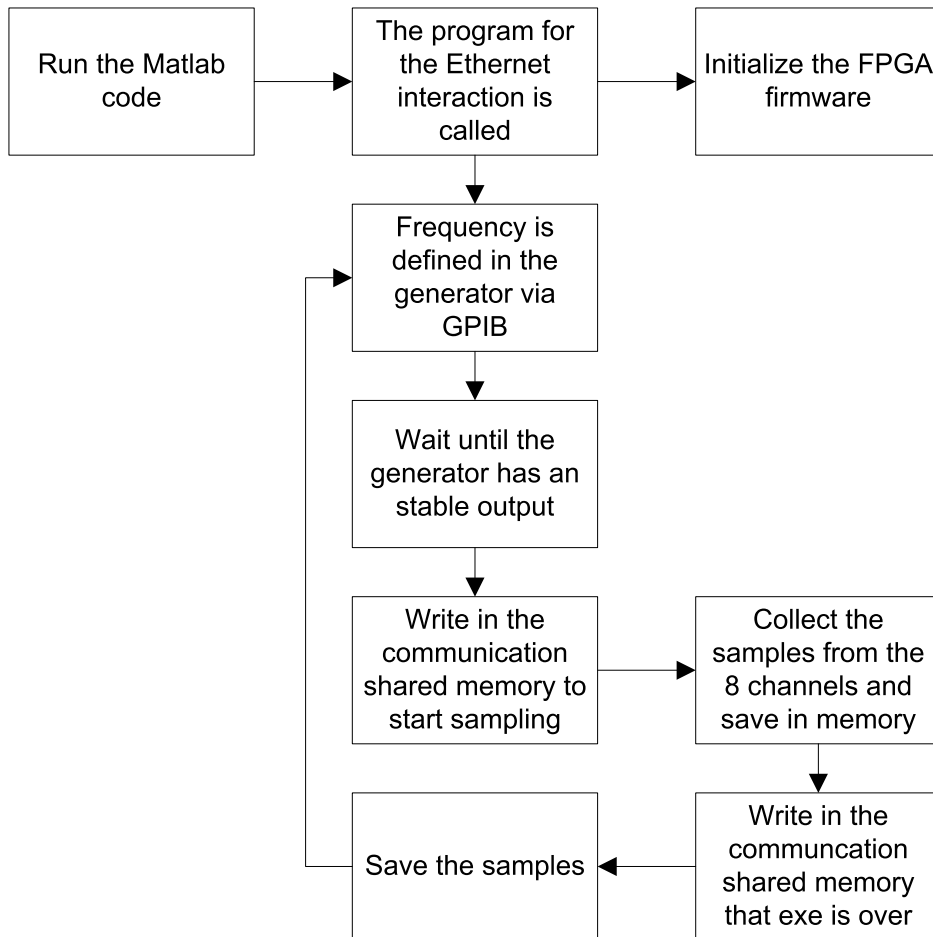 Run the Matlab
code
The program for
the Ethernet
interaction is
called
Initialize the FPGA
firmware
Frequency is
defined in the
generator via
GPIB
Wait until the
generator has an
stable output
Write in the
communication
shared memory to
start sampling
Collect the
samples from the
8 channels and
save in memory
Write in the
communcation
shared memory
that exe is over
Save the samples